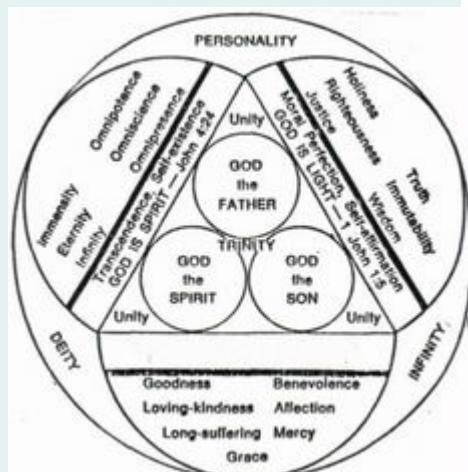 PERSONALITY
Omnipotence
Omniscience
Omnipresence
Immensity
Eternity
Infinity
Transcendence, Self-existence
GOD IS SPIRIT — John 4:24
Holiness
Righteousness
Justice
Truth
Immutability
Wisdom
Moral Perfection, Self-affirmation
GOD IS LIGHT — 1 John 1:5
Unity
GOD
the
FATHER
TRINITY
GOD
the
SPIRIT
GOD
the
SON
Unity
Unity
DEITY
INFINITY
Goodness Benevolence
Loving-kindness Affection
Long-suffering Mercy
Grace